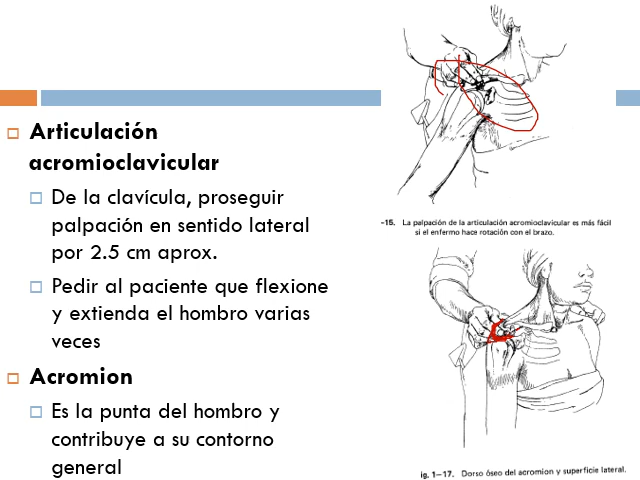 Articulación
acromioclavicular
De la clavícula, proseguir
palpación en sentido lateral
por 2.5 cm aprox.
Pedir al paciente que flexione
y extienda el hombro varias
veces
Acromion
Es la punta del hombro y
contribuye a su contorno
general
-15. La palpación de la articulación acromioclavicular es más fácil
si el enfermo hace rotación con el brazo.
ig. 1—17. Dorso óseo del acromion y superficie lateral.